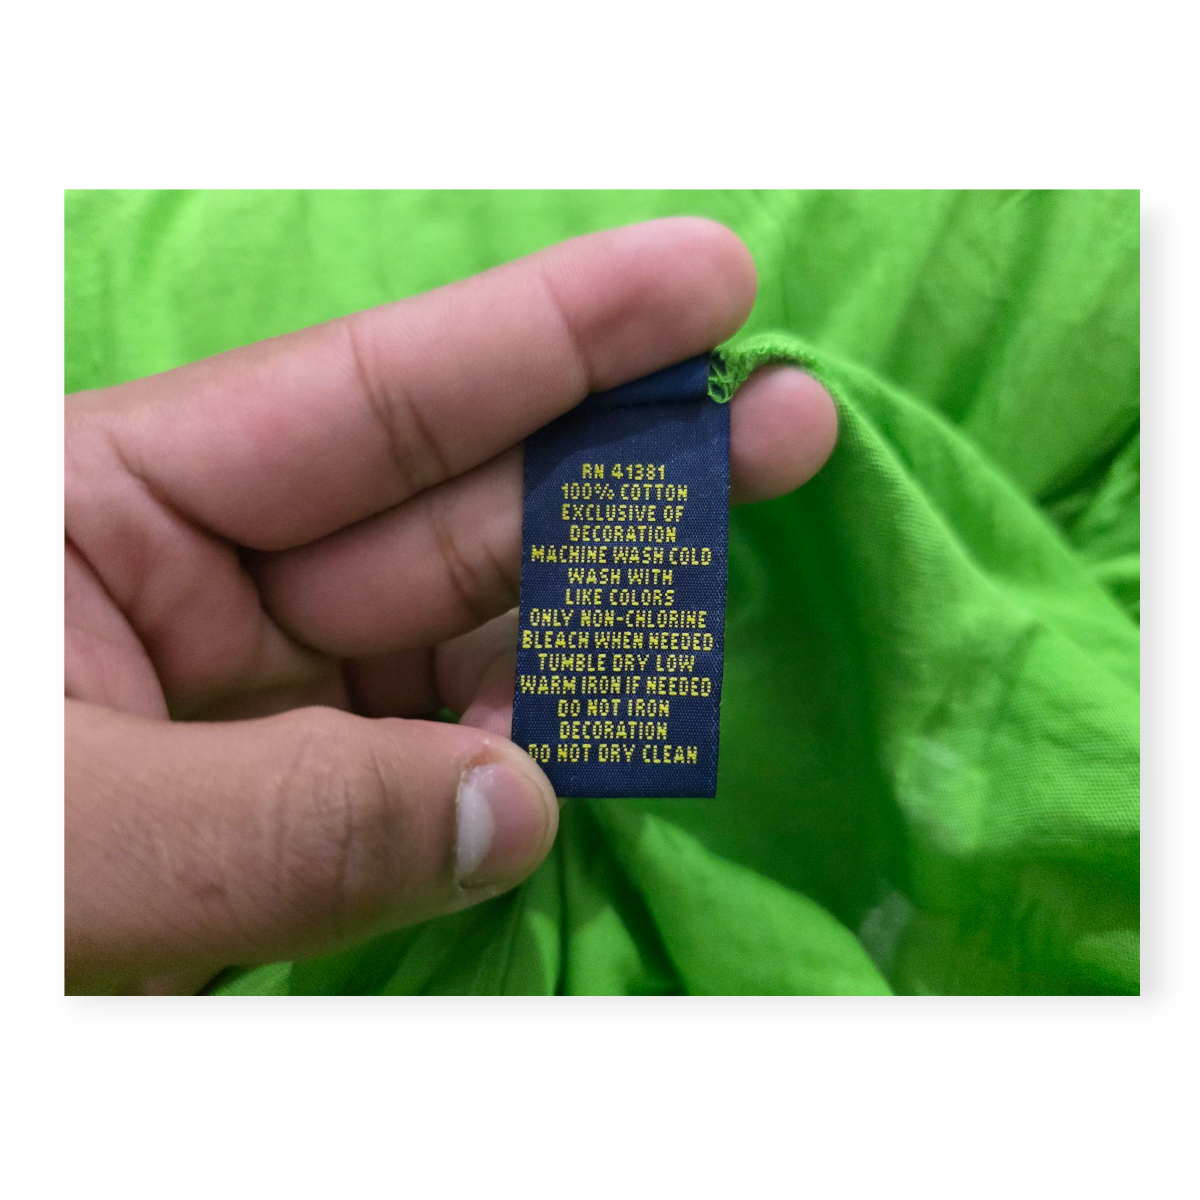 RN 41381
100% COTTON
EXCLUSIVE OF
DECORATION
MACHINE WASH COLD
WASH WITH
LIKE COLORS
ONLY NON-CHLORINE
BLEACH WHEN NEEDED
TUMBLE DRY LOW
WARM IRON IF NEEDED
DO NOT IRON
DECORATION
DO NOT DRY CLEAN